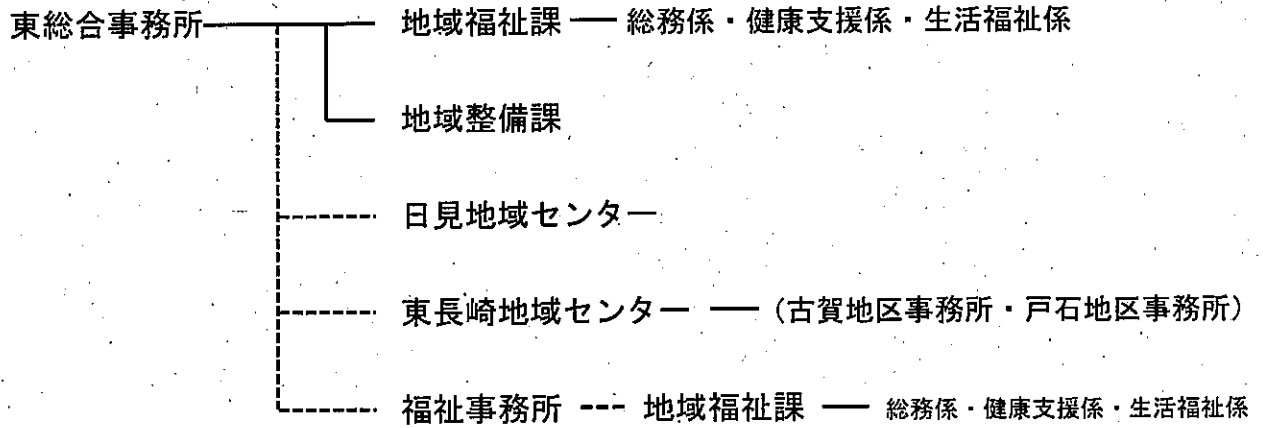 東総合事務所 地域福祉課 総務係・健康支援係・生活福祉係
地域整備課
日見地域センター
東長崎地域センター (古賀地区事務所・戸石地区事務所)
福祉事務所 地域福祉課 総務係・健康支援係・生活福祉係